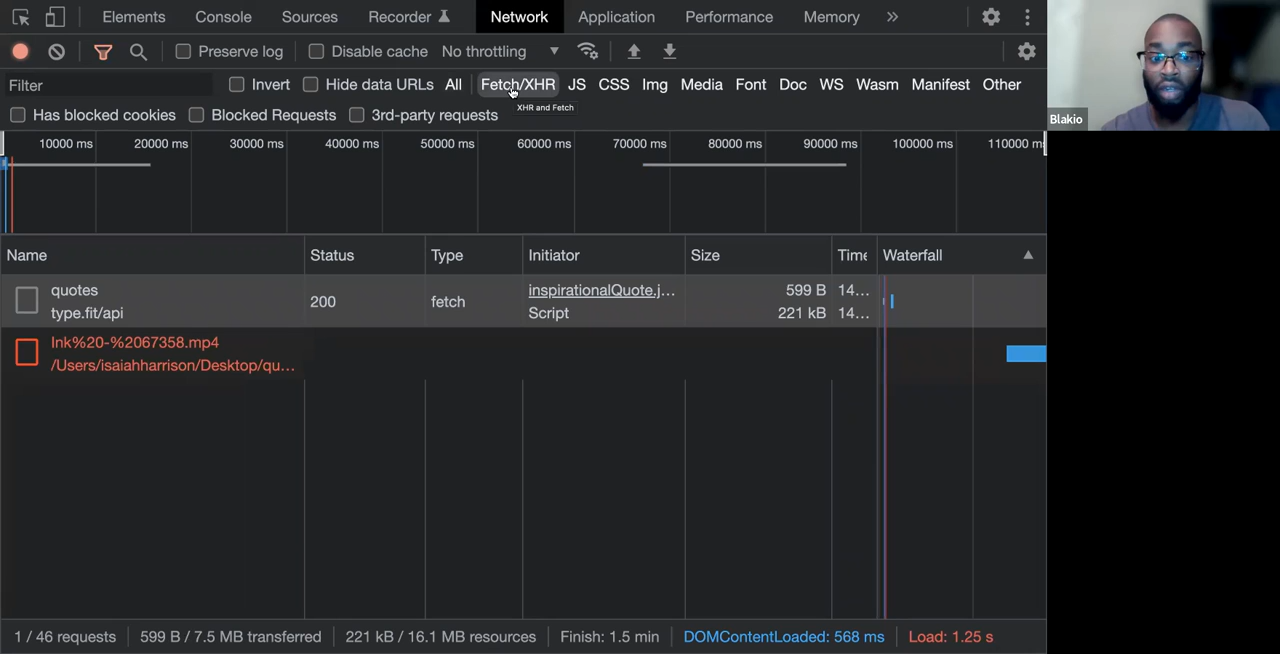 Elements Console Sources Recorder Network Application Performance Memory »
Preserve log Disable cache No throttling
Filter Invert Hide data URLs All Fetch/XHR JS CSS Img Media Font Doc WS Wasm Manifest Other
XHR and Fetch
Has blocked cookies Blocked Requests 3rd-party requests
Blakio
10000 ms 20000 ms 30000 ms 40000 ms 50000 ms 60000 ms 70000 ms 80000 ms 90000 ms 100000 ms 110000 m
Name Status Type Initiator Size Time Waterfall
quotes inspirationalQuote.j… 599 B 14…
200 fetch
type.fit/api Script 221 kB 14…
Ink%20-%2067358.mp4
/Users/isaiahharrison/Desktop/qu…
1 / 46 requests 599 B / 7.5 MB transferred 221 kB / 16.1 MB resources Finish: 1.5 min DOMContentLoaded: 568 ms Load: 1.25 s